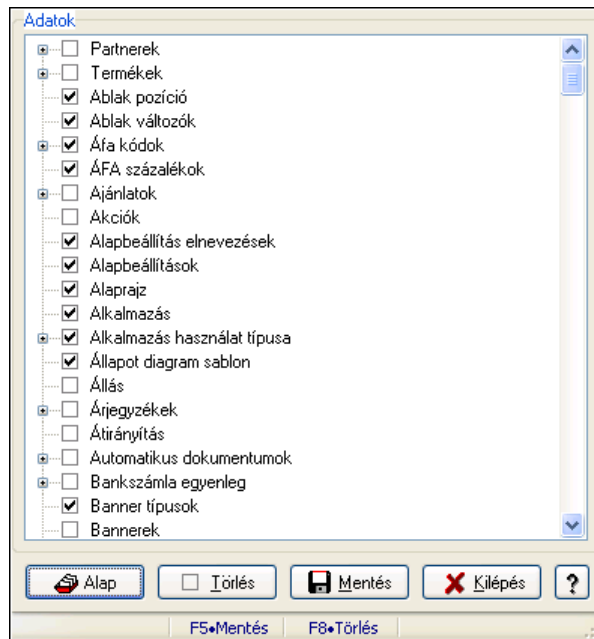 Adatok
Partnerek
Termékek
Ablak pozíció
Ablak változók
Áfa kódok
ÁFA százalékok
Ajánlatok
Akciók
Alapbeállítás elnevezések
Alapbeállítások
Alaprajz
Alkalmazás
Alkalmazás használat típusa
Állapot diagram sablon
Állás
Árjegyzékek
Átirányítás
Automatikus dokumentumok
Bankszámla egyenleg
Banner típusok
Bannerek
Alap Törlés Mentés Kilépés ?
F5•Mentés F8•Törlés